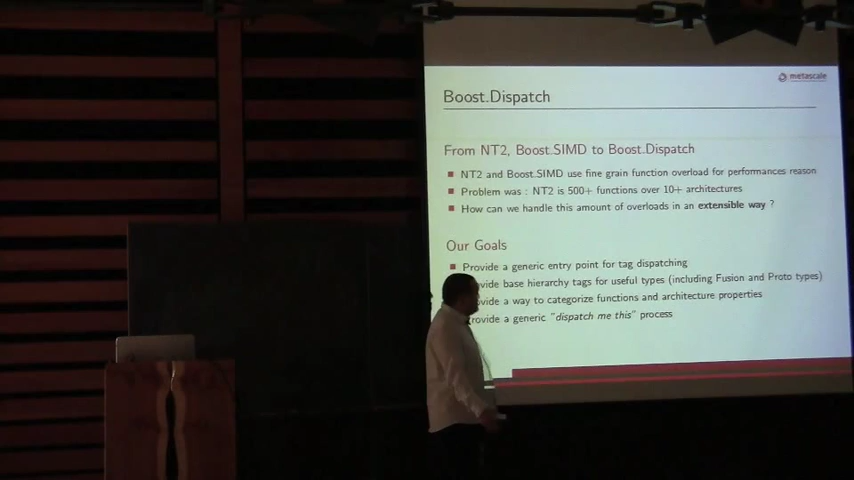 metascale
Boost.Dispatch
From NT2, Boost.SIMD to Boost.Dispatch
NT2 and Boost.SIMD use fine grain function overload for performances reason
Problem was : NT2 is 500+ functions over 10+ architectures
How can we handle this amount of overloads in an extensible way ?
Our Goals
Provide a generic entry point for tag dispatching
ovide base hierarchy tags for useful types (including Fusion and Proto types)
ovide a way to categorize functions and architecture properties
rovide a generic "dispatch me this" process